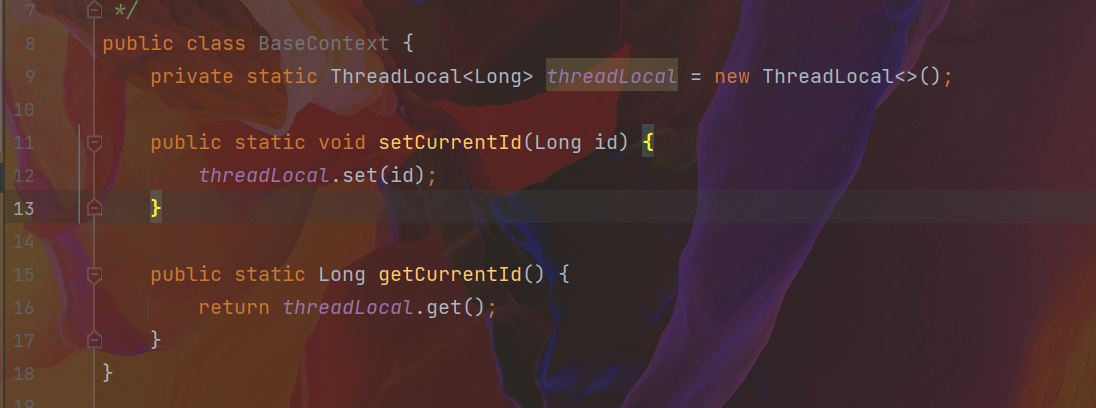 7 */
8 public class BaseContext {
9 private static ThreadLocal<Long> threadLocal = new ThreadLocal<>();
10
11 public static void setCurrentId(Long id) {
12 threadLocal.set(id);
13 }
14
15 public static Long getCurrentId() {
16 return threadLocal.get();
17 }
18 }
19